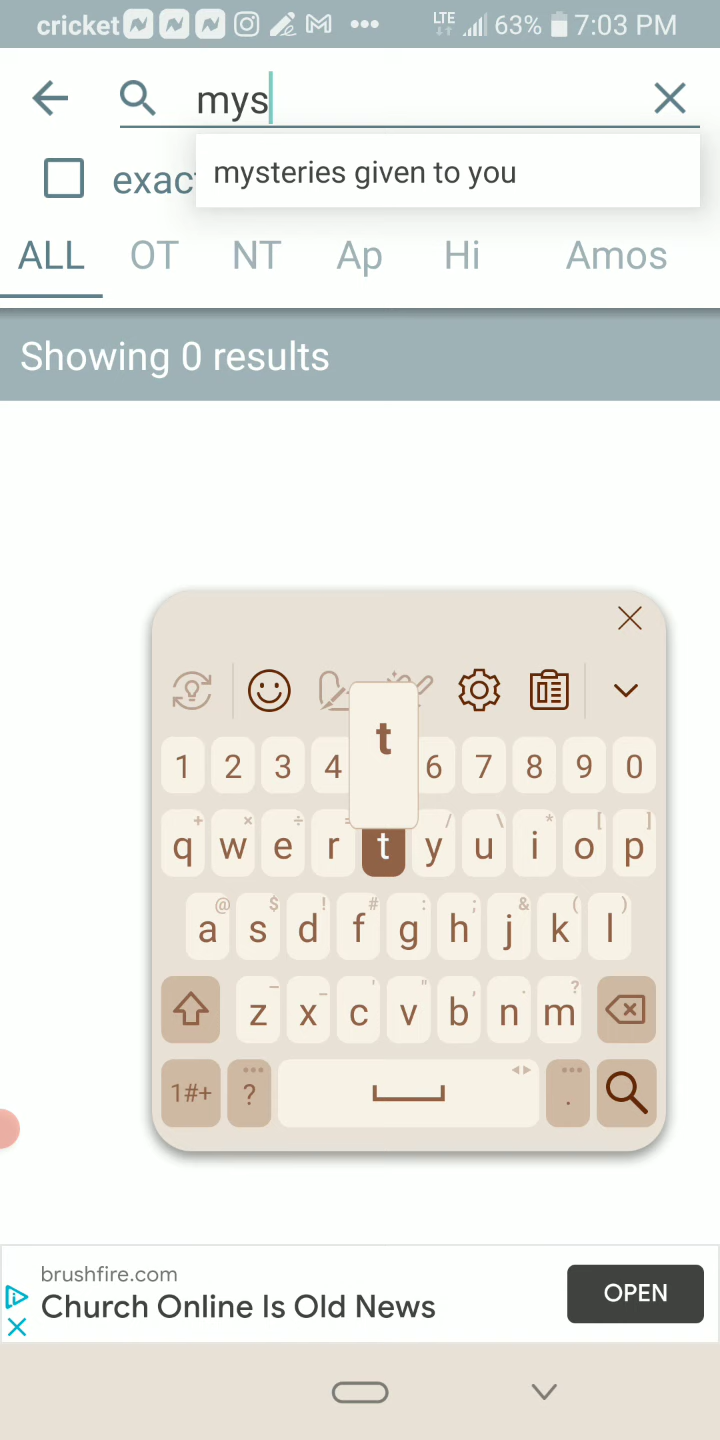 cricket ••• LTE 63% 7:03 PM
mys
exac
mysteries given to you
ALL OT NT Ap Hi Amos
Showing 0 results
t
1 2 3 4 6 7 8 9 0
q w e r t y u i o p
a s d f g h j k l
z x c v b n m
1#+ ? .
brushfire.com
Church Online Is Old News
OPEN